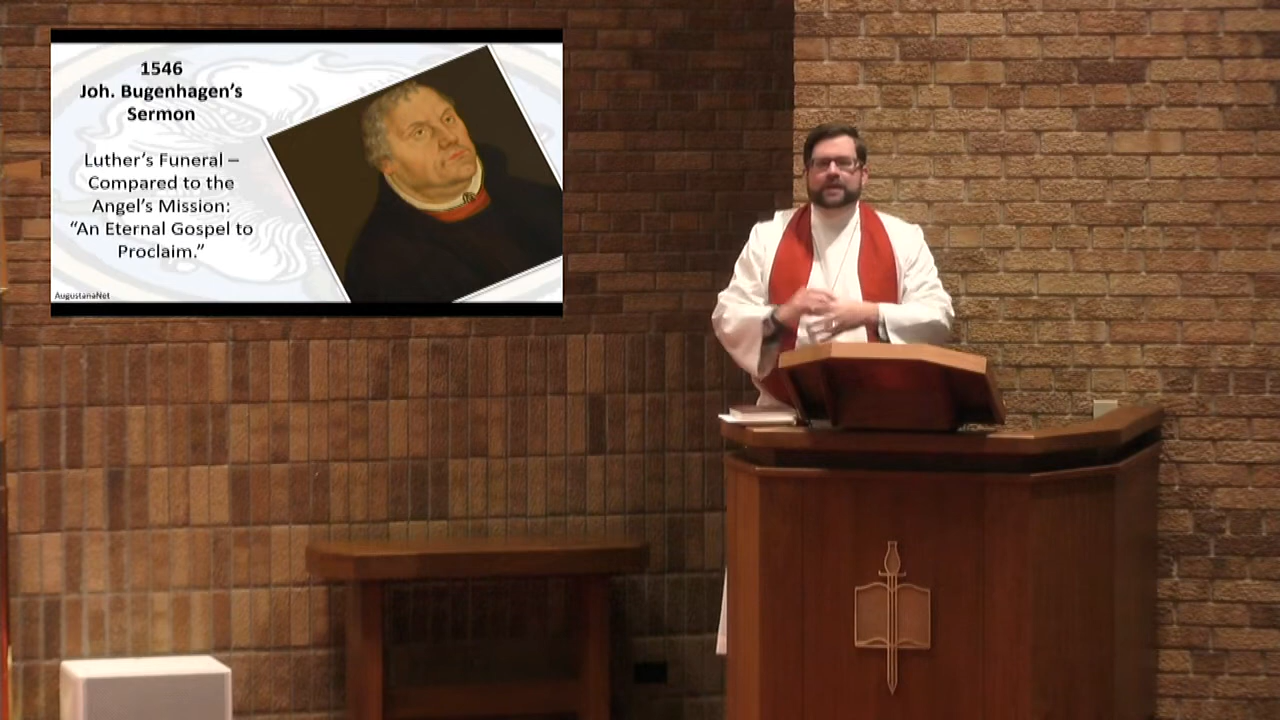 1546
Joh. Bugenhagen's
Sermon
Luther's Funeral –
Compared to the
Angel's Mission:
“An Eternal Gospel to
Proclaim.”
AugustanaNet